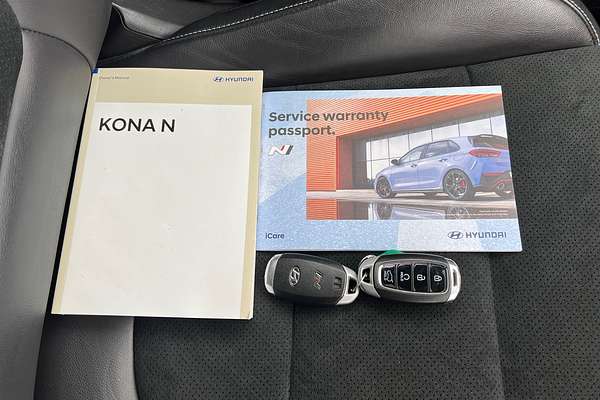 Owner's Manual
HYUNDAI
KONA N
Service warranty
passport.
N
iCare
HYUNDAI
N